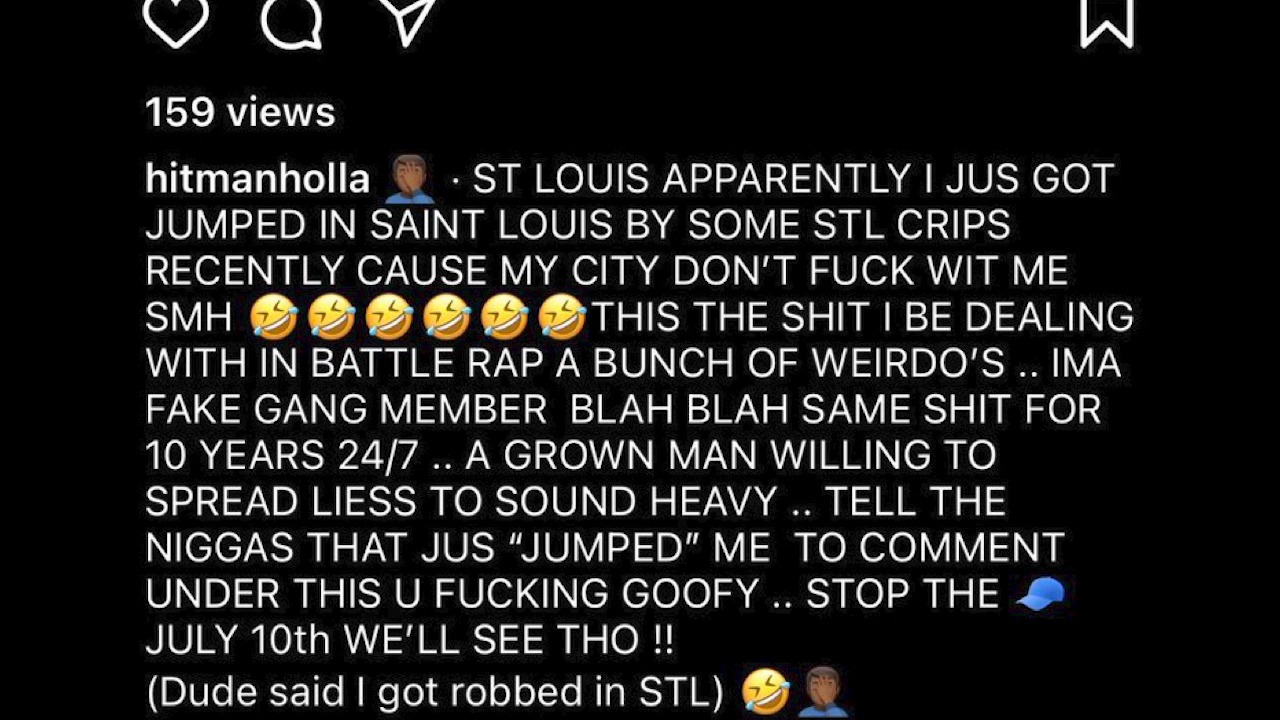 159 views
hitmanholla 🤦🏾‍♂️ · ST LOUIS APPARENTLY I JUS GOT
JUMPED IN SAINT LOUIS BY SOME STL CRIPS
RECENTLY CAUSE MY CITY DON’T FUCK WIT ME
SMH 🤣🤣🤣🤣🤣🤣THIS THE SHIT I BE DEALING
WITH IN BATTLE RAP A BUNCH OF WEIRDO’S .. IMA
FAKE GANG MEMBER  BLAH BLAH SAME SHIT FOR
10 YEARS 24/7 .. A GROWN MAN WILLING TO
SPREAD LIESS TO SOUND HEAVY .. TELL THE
NIGGAS THAT JUS “JUMPED” ME  TO COMMENT
UNDER THIS U FUCKING GOOFY .. STOP THE 🧢
JULY 10th WE’LL SEE THO !!
(Dude said I got robbed in STL) 🤣🤦🏾‍♂️